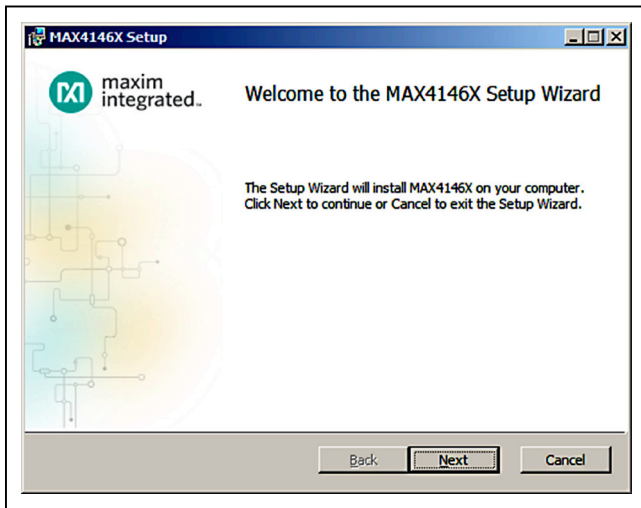 MAX4146X Setup
maxim
integrated™
Welcome to the MAX4146X Setup Wizard
The Setup Wizard will install MAX4146X on your computer.
Click Next to continue or Cancel to exit the Setup Wizard.
Back
Next
Cancel